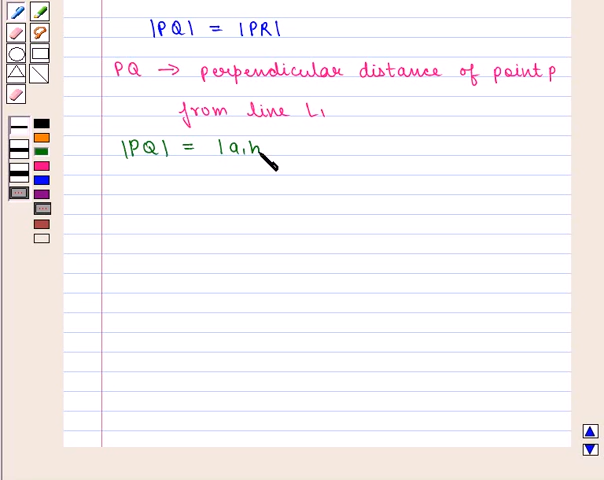 |PQ| = |PR|
PQ → perpendicular distance of point P
from line L₁
|PQ| = |a₁h